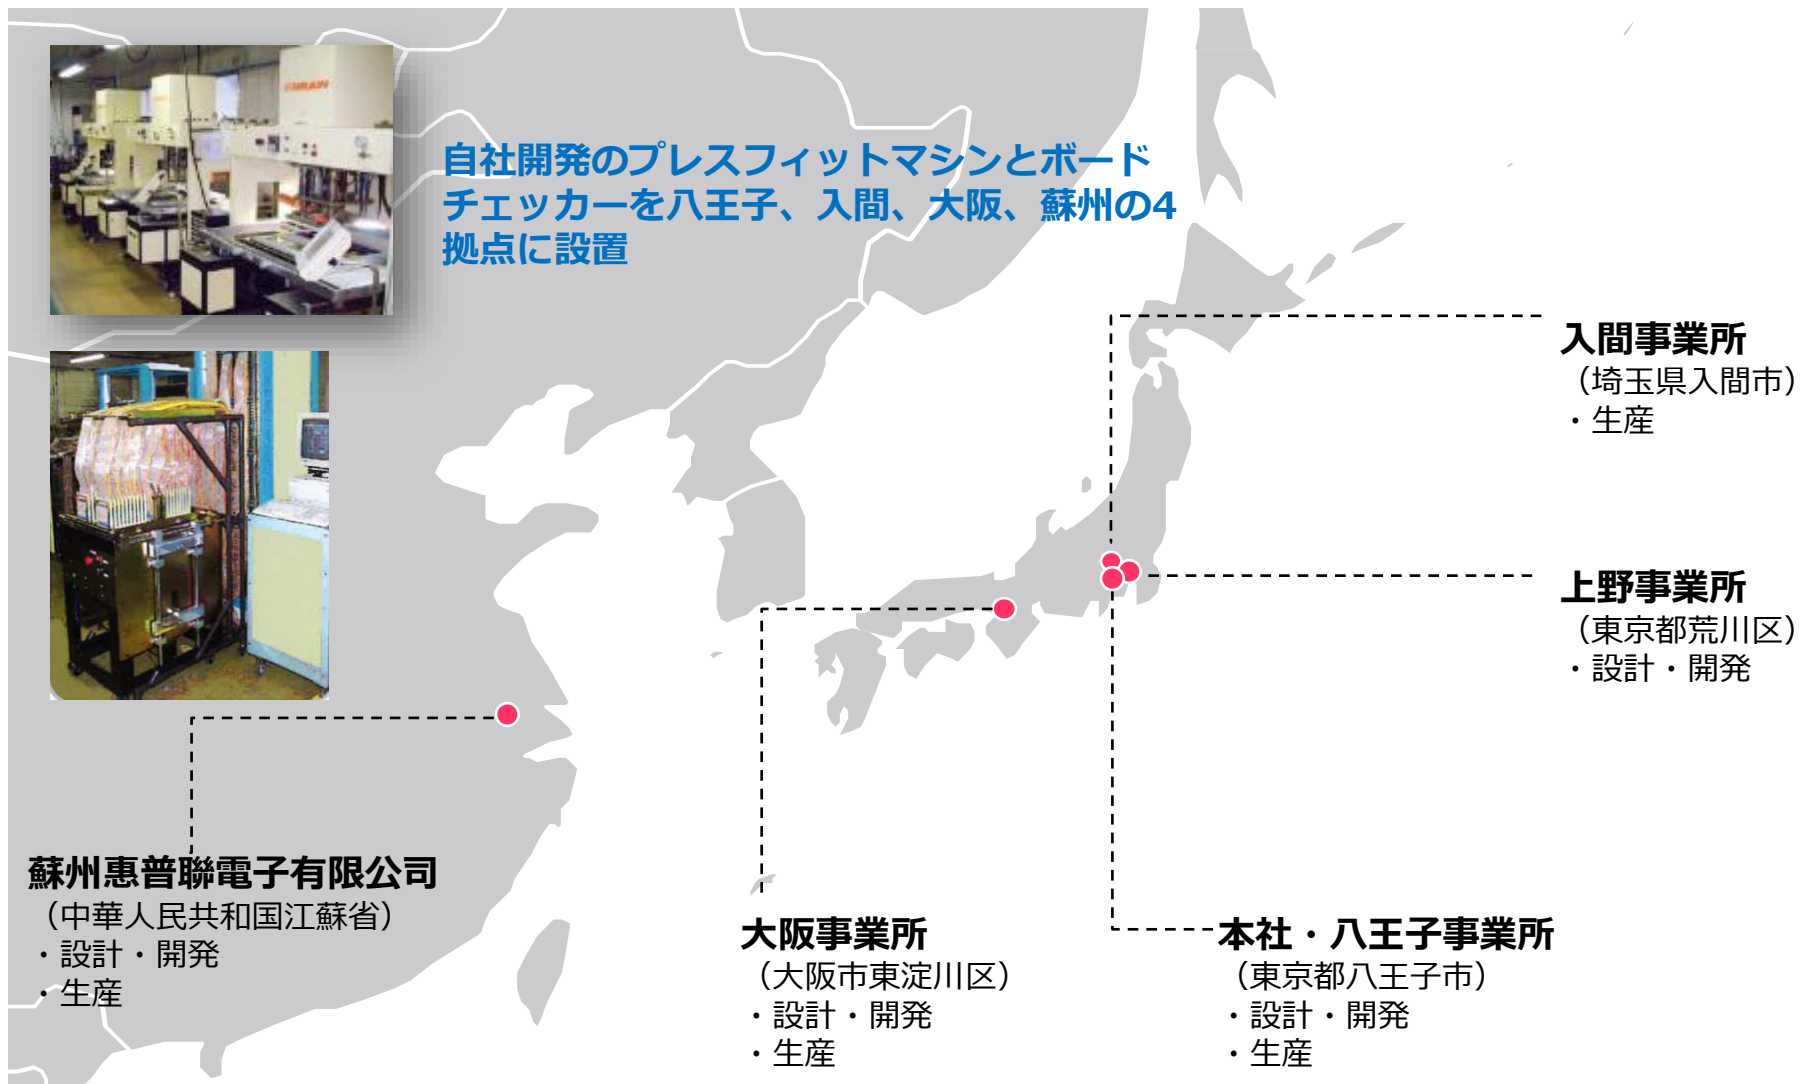 自社開発のプレスフィットマシンとボード
チェッカーを八王子、入間、大阪、蘇州の4
拠点に設置
入間事業所
（埼玉県入間市）
・生産
上野事業所
（東京都荒川区）
・設計・開発
蘇州惠普聯電子有限公司
（中華人民共和国江蘇省）
・設計・開発
・生産
大阪事業所
（大阪市東淀川区）
・設計・開発
・生産
本社・八王子事業所
（東京都八王子市）
・設計・開発
・生産